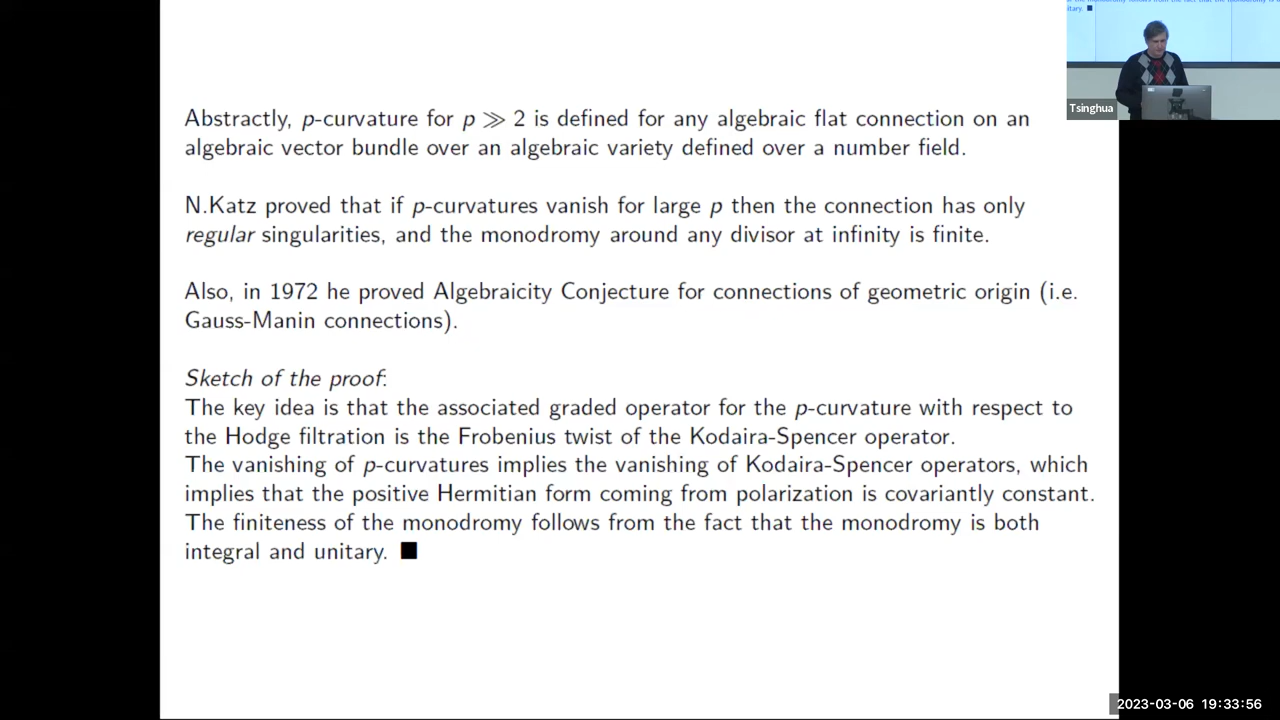 itary. ■
Tsinghua
Abstractly, p-curvature for p ≫ 2 is defined for any algebraic flat connection on an
algebraic vector bundle over an algebraic variety defined over a number field.
N.Katz proved that if p-curvatures vanish for large p then the connection has only
regular singularities, and the monodromy around any divisor at infinity is finite.
Also, in 1972 he proved Algebraicity Conjecture for connections of geometric origin (i.e.
Gauss-Manin connections).
Sketch of the proof:
The key idea is that the associated graded operator for the p-curvature with respect to
the Hodge filtration is the Frobenius twist of the Kodaira-Spencer operator.
The vanishing of p-curvatures implies the vanishing of Kodaira-Spencer operators, which
implies that the positive Hermitian form coming from polarization is covariantly constant.
The finiteness of the monodromy follows from the fact that the monodromy is both
integral and unitary. ■
2023-03-06 19:33:56